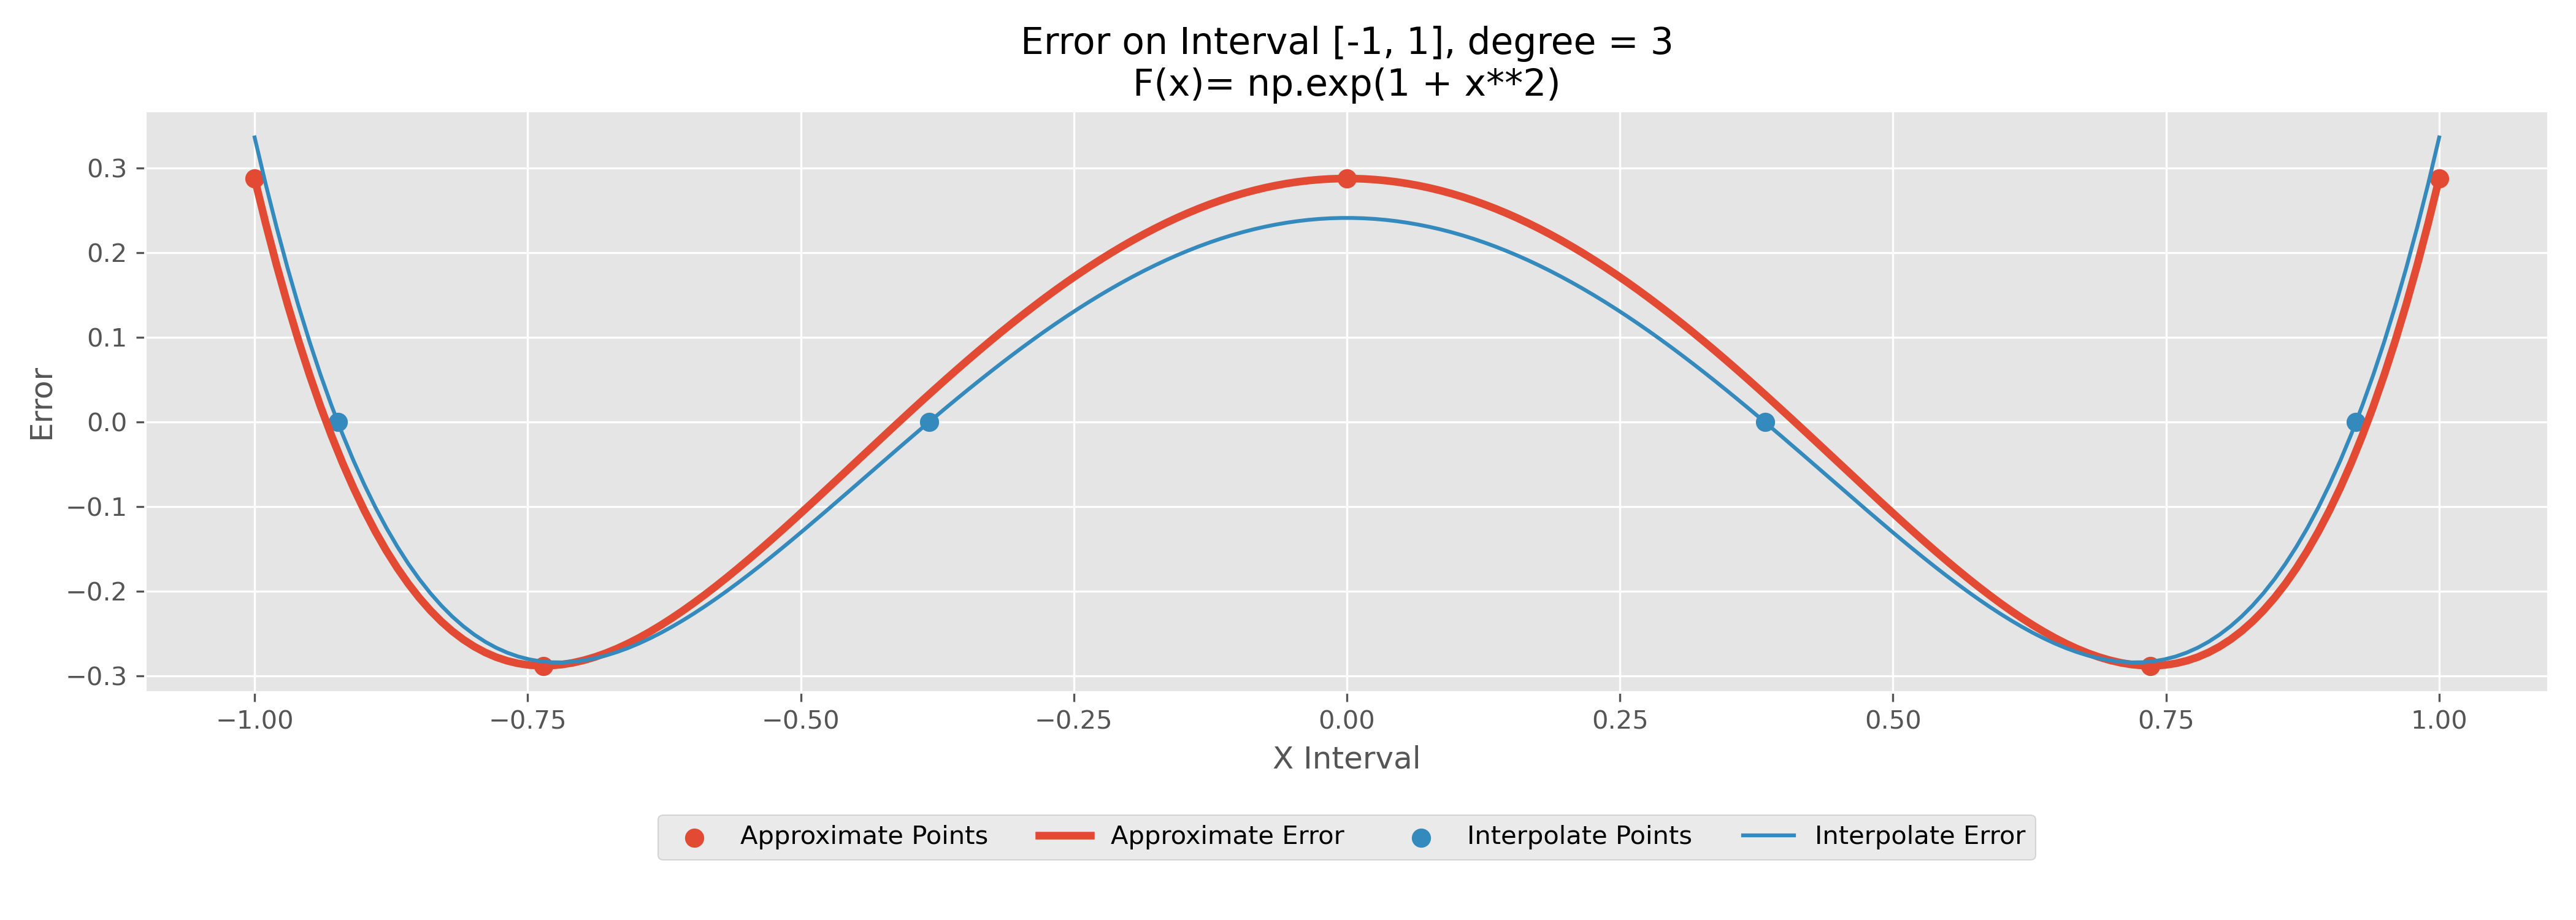 Error on Interval [-1, 1], degree = 3
F(x)= np.exp(1 + x**2)
Error
0.3
0.2
0.1
0.0
−0.1
−0.2
−0.3
−1.00 −0.75 −0.50 −0.25 0.00 0.25 0.50 0.75 1.00
X Interval
Approximate Points Approximate Error Interpolate Points Interpolate Error